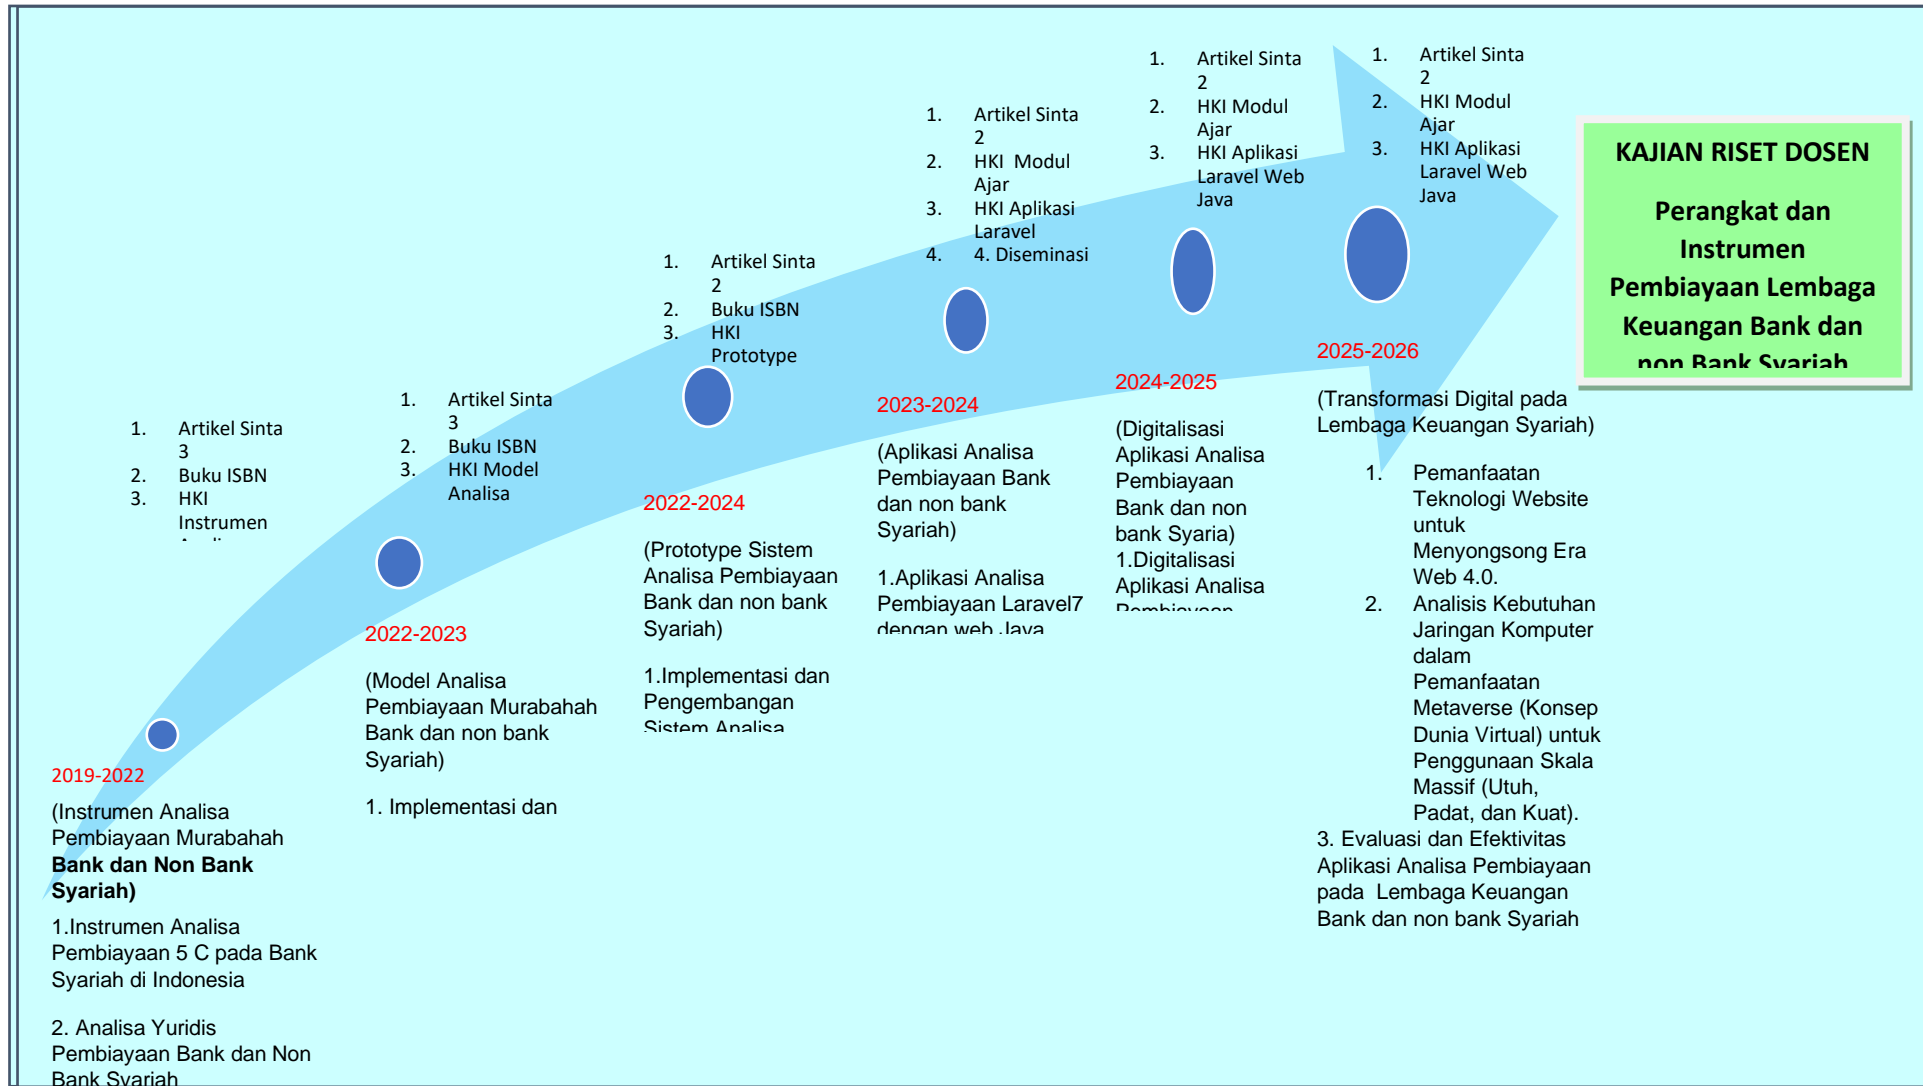 1. Artikel Sinta
3
2. Buku ISBN
3. HKI
Instrumen
2019-2022
(Instrumen Analisa
Pembiayaan Murabahah
Bank dan Non Bank
Syariah)
1.Instrumen Analisa
Pembiayaan 5 C pada Bank
Syariah di Indonesia
2. Analisa Yuridis
Pembiayaan Bank dan Non
Bank Syariah
1. Artikel Sinta
3
2. Buku ISBN
3. HKI Model
Analisa
2022-2023
(Model Analisa
Pembiayaan Murabahah
Bank dan non bank
Syariah)
1. Implementasi dan
1. Artikel Sinta
2
2. Buku ISBN
3. HKI
Prototype
2022-2024
(Prototype Sistem
Analisa Pembiayaan
Bank dan non bank
Syariah)
1.Implementasi dan
Pengembangan
Sistem Analisa
1. Artikel Sinta
2
2. HKI  Modul
Ajar
3. HKI Aplikasi
Laravel
4. 4. Diseminasi
2023-2024
(Aplikasi Analisa
Pembiayaan Bank
dan non bank
Syariah)
1.Aplikasi Analisa
Pembiayaan Laravel7
dengan web Java
1. Artikel Sinta
2
2. HKI Modul
Ajar
3. HKI Aplikasi
Laravel Web
Java
2024-2025
(Digitalisasi
Aplikasi Analisa
Pembiayaan
Bank dan non
bank Syaria)
1.Digitalisasi
Aplikasi Analisa
Pembiayaan
1. Artikel Sinta
2
2. HKI Modul
Ajar
3. HKI Aplikasi
Laravel Web
Java
2025-2026
(Transformasi Digital pada
Lembaga Keuangan Syariah)
1. Pemanfaatan
Teknologi Website
untuk
Menyongsong Era
Web 4.0.
2. Analisis Kebutuhan
Jaringan Komputer
dalam
Pemanfaatan
Metaverse (Konsep
Dunia Virtual) untuk
Penggunaan Skala
Massif (Utuh,
Padat, dan Kuat).
3. Evaluasi dan Efektivitas
Aplikasi Analisa Pembiayaan
pada  Lembaga Keuangan
Bank dan non bank Syariah
KAJIAN RISET DOSEN
Perangkat dan
Instrumen
Pembiayaan Lembaga
Keuangan Bank dan
non Bank Syariah